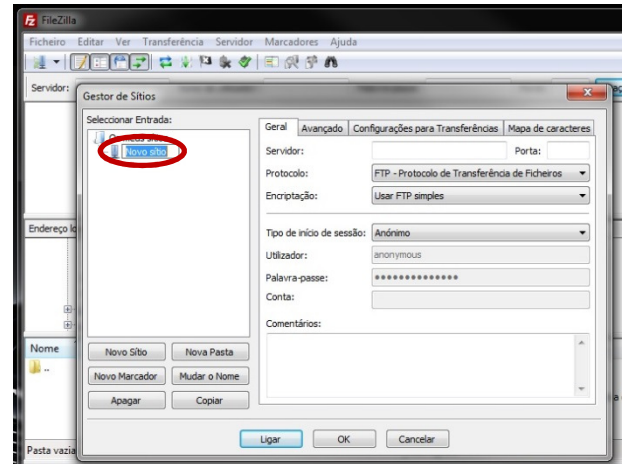 FileZilla
Ficheiro Editar Ver Transferência Servidor Marcadores Ajuda
Servidor:
Gestor de Sítios
Seleccionar Entrada:
Novo sítio
Geral Avançado Configurações para Transferências Mapa de caracteres
Servidor: Porta:
Protocolo: FTP - Protocolo de Transferência de Ficheiros
Encriptação: Usar FTP simples
Tipo de início de sessão: Anónimo
Utilizador: anonymous
Palavra-passe: ••••••••••••••
Conta:
Comentários:
Endereço lo
Nome
..
Novo Sítio Nova Pasta
Novo Marcador Mudar o Nome
Apagar Copiar
Ligar OK Cancelar
Pasta vazia